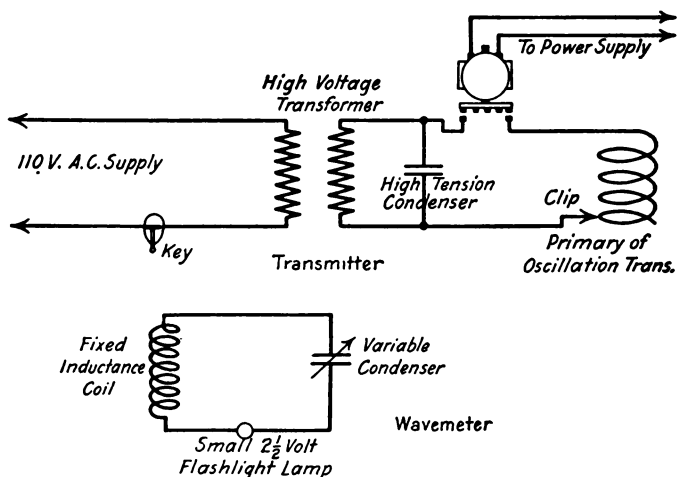 To Power Supply
High Voltage
Transformer
110 V. A.C. Supply
High Tension
Condenser
Clip
Key
Primary of
Oscillation Trans.
Transmitter
Fixed
Inductance
Coil
Variable
Condenser
Wavemeter
Small 2½ Volt
Flashlight Lamp